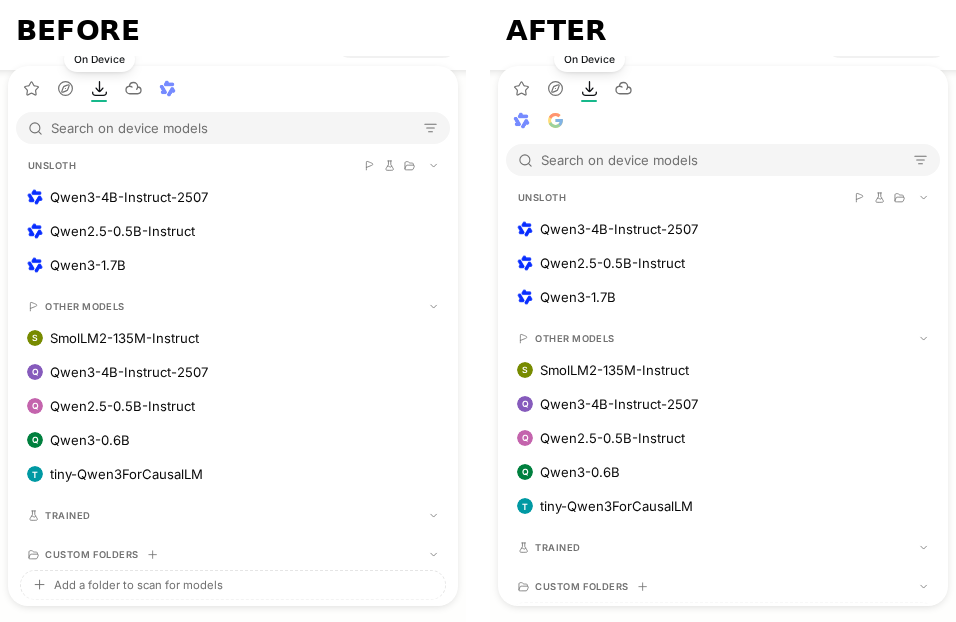 BEFORE
On Device
Search on device models
UNSLOTH
Qwen3-4B-Instruct-2507
Qwen2.5-0.5B-Instruct
Qwen3-1.7B
OTHER MODELS
S SmolLM2-135M-Instruct
Q Qwen3-4B-Instruct-2507
Q Qwen2.5-0.5B-Instruct
Q Qwen3-0.6B
T tiny-Qwen3ForCausalLM
TRAINED
CUSTOM FOLDERS +
+ Add a folder to scan for models
AFTER
On Device
G
Search on device models
UNSLOTH
Qwen3-4B-Instruct-2507
Qwen2.5-0.5B-Instruct
Qwen3-1.7B
OTHER MODELS
S SmolLM2-135M-Instruct
Q Qwen3-4B-Instruct-2507
Q Qwen2.5-0.5B-Instruct
Q Qwen3-0.6B
T tiny-Qwen3ForCausalLM
TRAINED
CUSTOM FOLDERS +